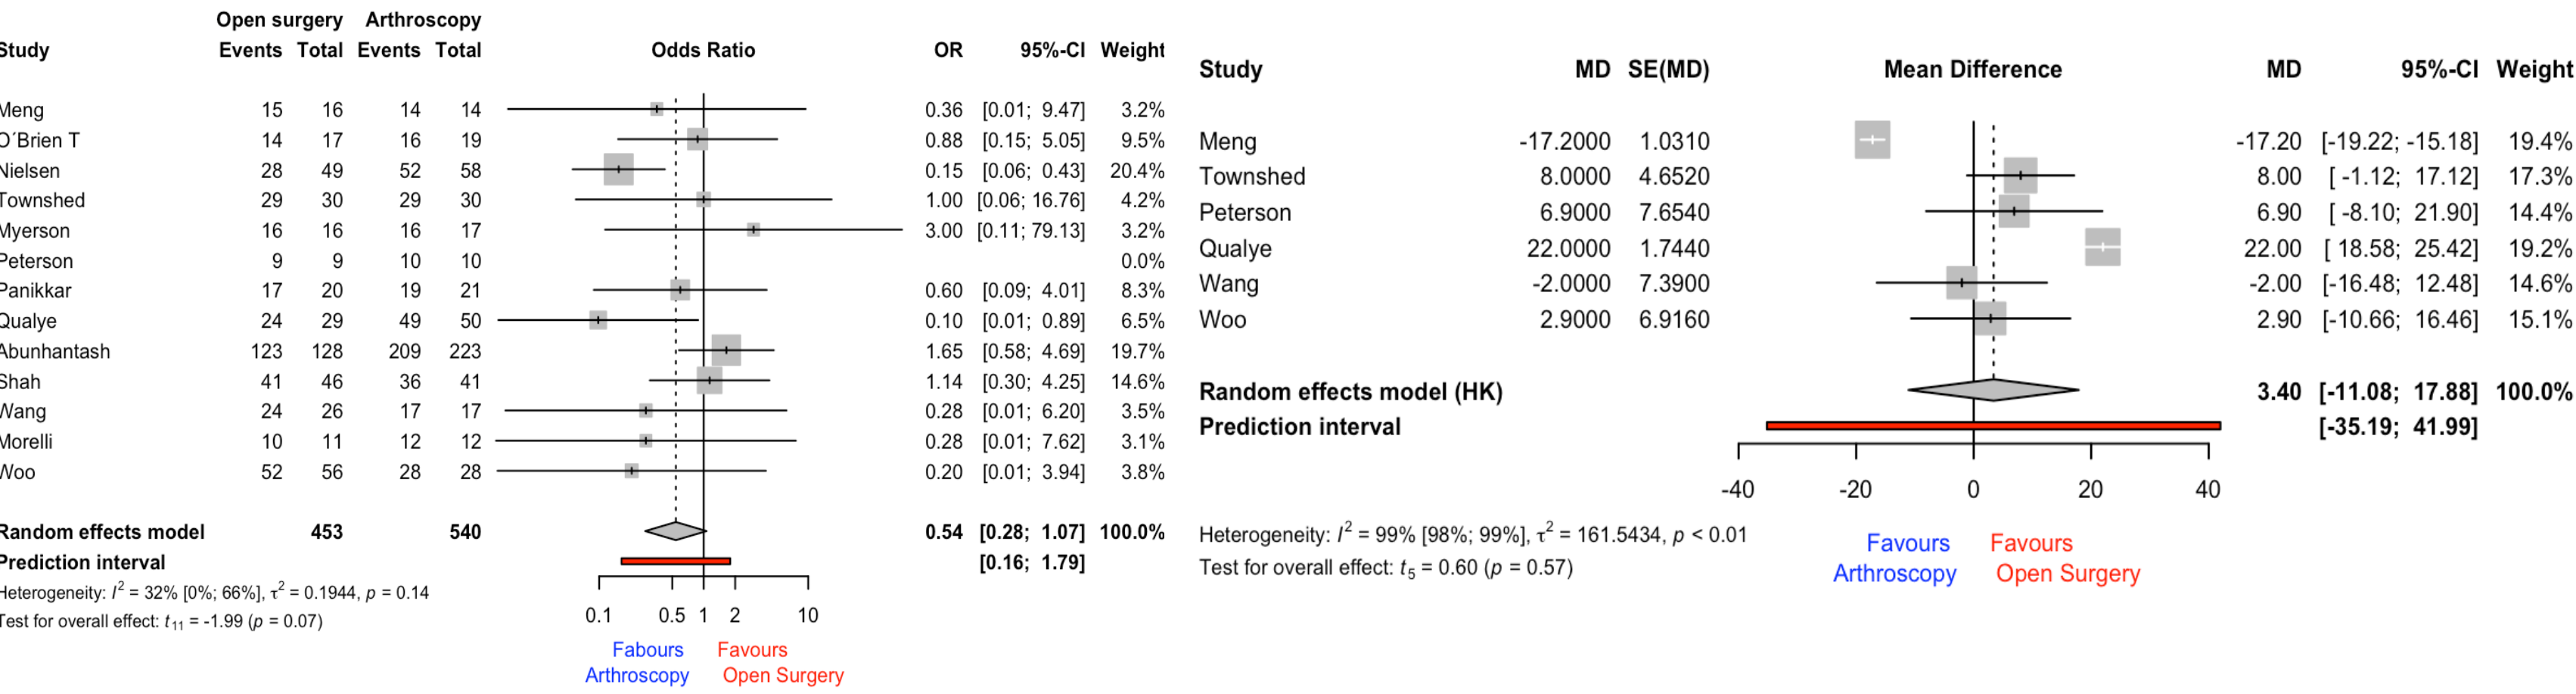 Open surgery Arthroscopy
Study Events Total Events Total Odds Ratio OR 95%-CI Weight
Meng 15 16 14 14 0.36 [0.01; 9.47] 3.2%
O´Brien T 14 17 16 19 0.88 [0.15; 5.05] 9.5%
Nielsen 28 49 52 58 0.15 [0.06; 0.43] 20.4%
Townshed 29 30 29 30 1.00 [0.06; 16.76] 4.2%
Myerson 16 16 16 17 3.00 [0.11; 79.13] 3.2%
Peterson 9 9 10 10 0.0%
Panikkar 17 20 19 21 0.60 [0.09; 4.01] 8.3%
Qualye 24 29 49 50 0.10 [0.01; 0.89] 6.5%
Abunhantash 123 128 209 223 1.65 [0.58; 4.69] 19.7%
Shah 41 46 36 41 1.14 [0.30; 4.25] 14.6%
Wang 24 26 17 17 0.28 [0.01; 6.20] 3.5%
Morelli 10 11 12 12 0.28 [0.01; 7.62] 3.1%
Woo 52 56 28 28 0.20 [0.01; 3.94] 3.8%
Random effects model 453 540 0.54 [0.28; 1.07] 100.0%
Prediction interval [0.16; 1.79]
Heterogeneity: I² = 32% [0%; 66%], τ² = 0.1944, p = 0.14
Test for overall effect: t₁₁ = -1.99 (p = 0.07)
0.1 0.5 1 2 10
Fabours Favours
Arthroscopy Open Surgery
Study MD SE(MD) Mean Difference MD 95%-CI Weight
Meng -17.2000 1.0310 -17.20 [-19.22; -15.18] 19.4%
Townshed 8.0000 4.6520 8.00 [ -1.12; 17.12] 17.3%
Peterson 6.9000 7.6540 6.90 [ -8.10; 21.90] 14.4%
Qualye 22.0000 1.7440 22.00 [ 18.58; 25.42] 19.2%
Wang -2.0000 7.3900 -2.00 [-16.48; 12.48] 14.6%
Woo 2.9000 6.9160 2.90 [-10.66; 16.46] 15.1%
Random effects model (HK) 3.40 [-11.08; 17.88] 100.0%
Prediction interval [-35.19; 41.99]
-40 -20 0 20 40
Heterogeneity: I² = 99% [98%; 99%], τ² = 161.5434, p < 0.01
Test for overall effect: t₅ = 0.60 (p = 0.57)
Favours Favours
Arthroscopy Open Surgery